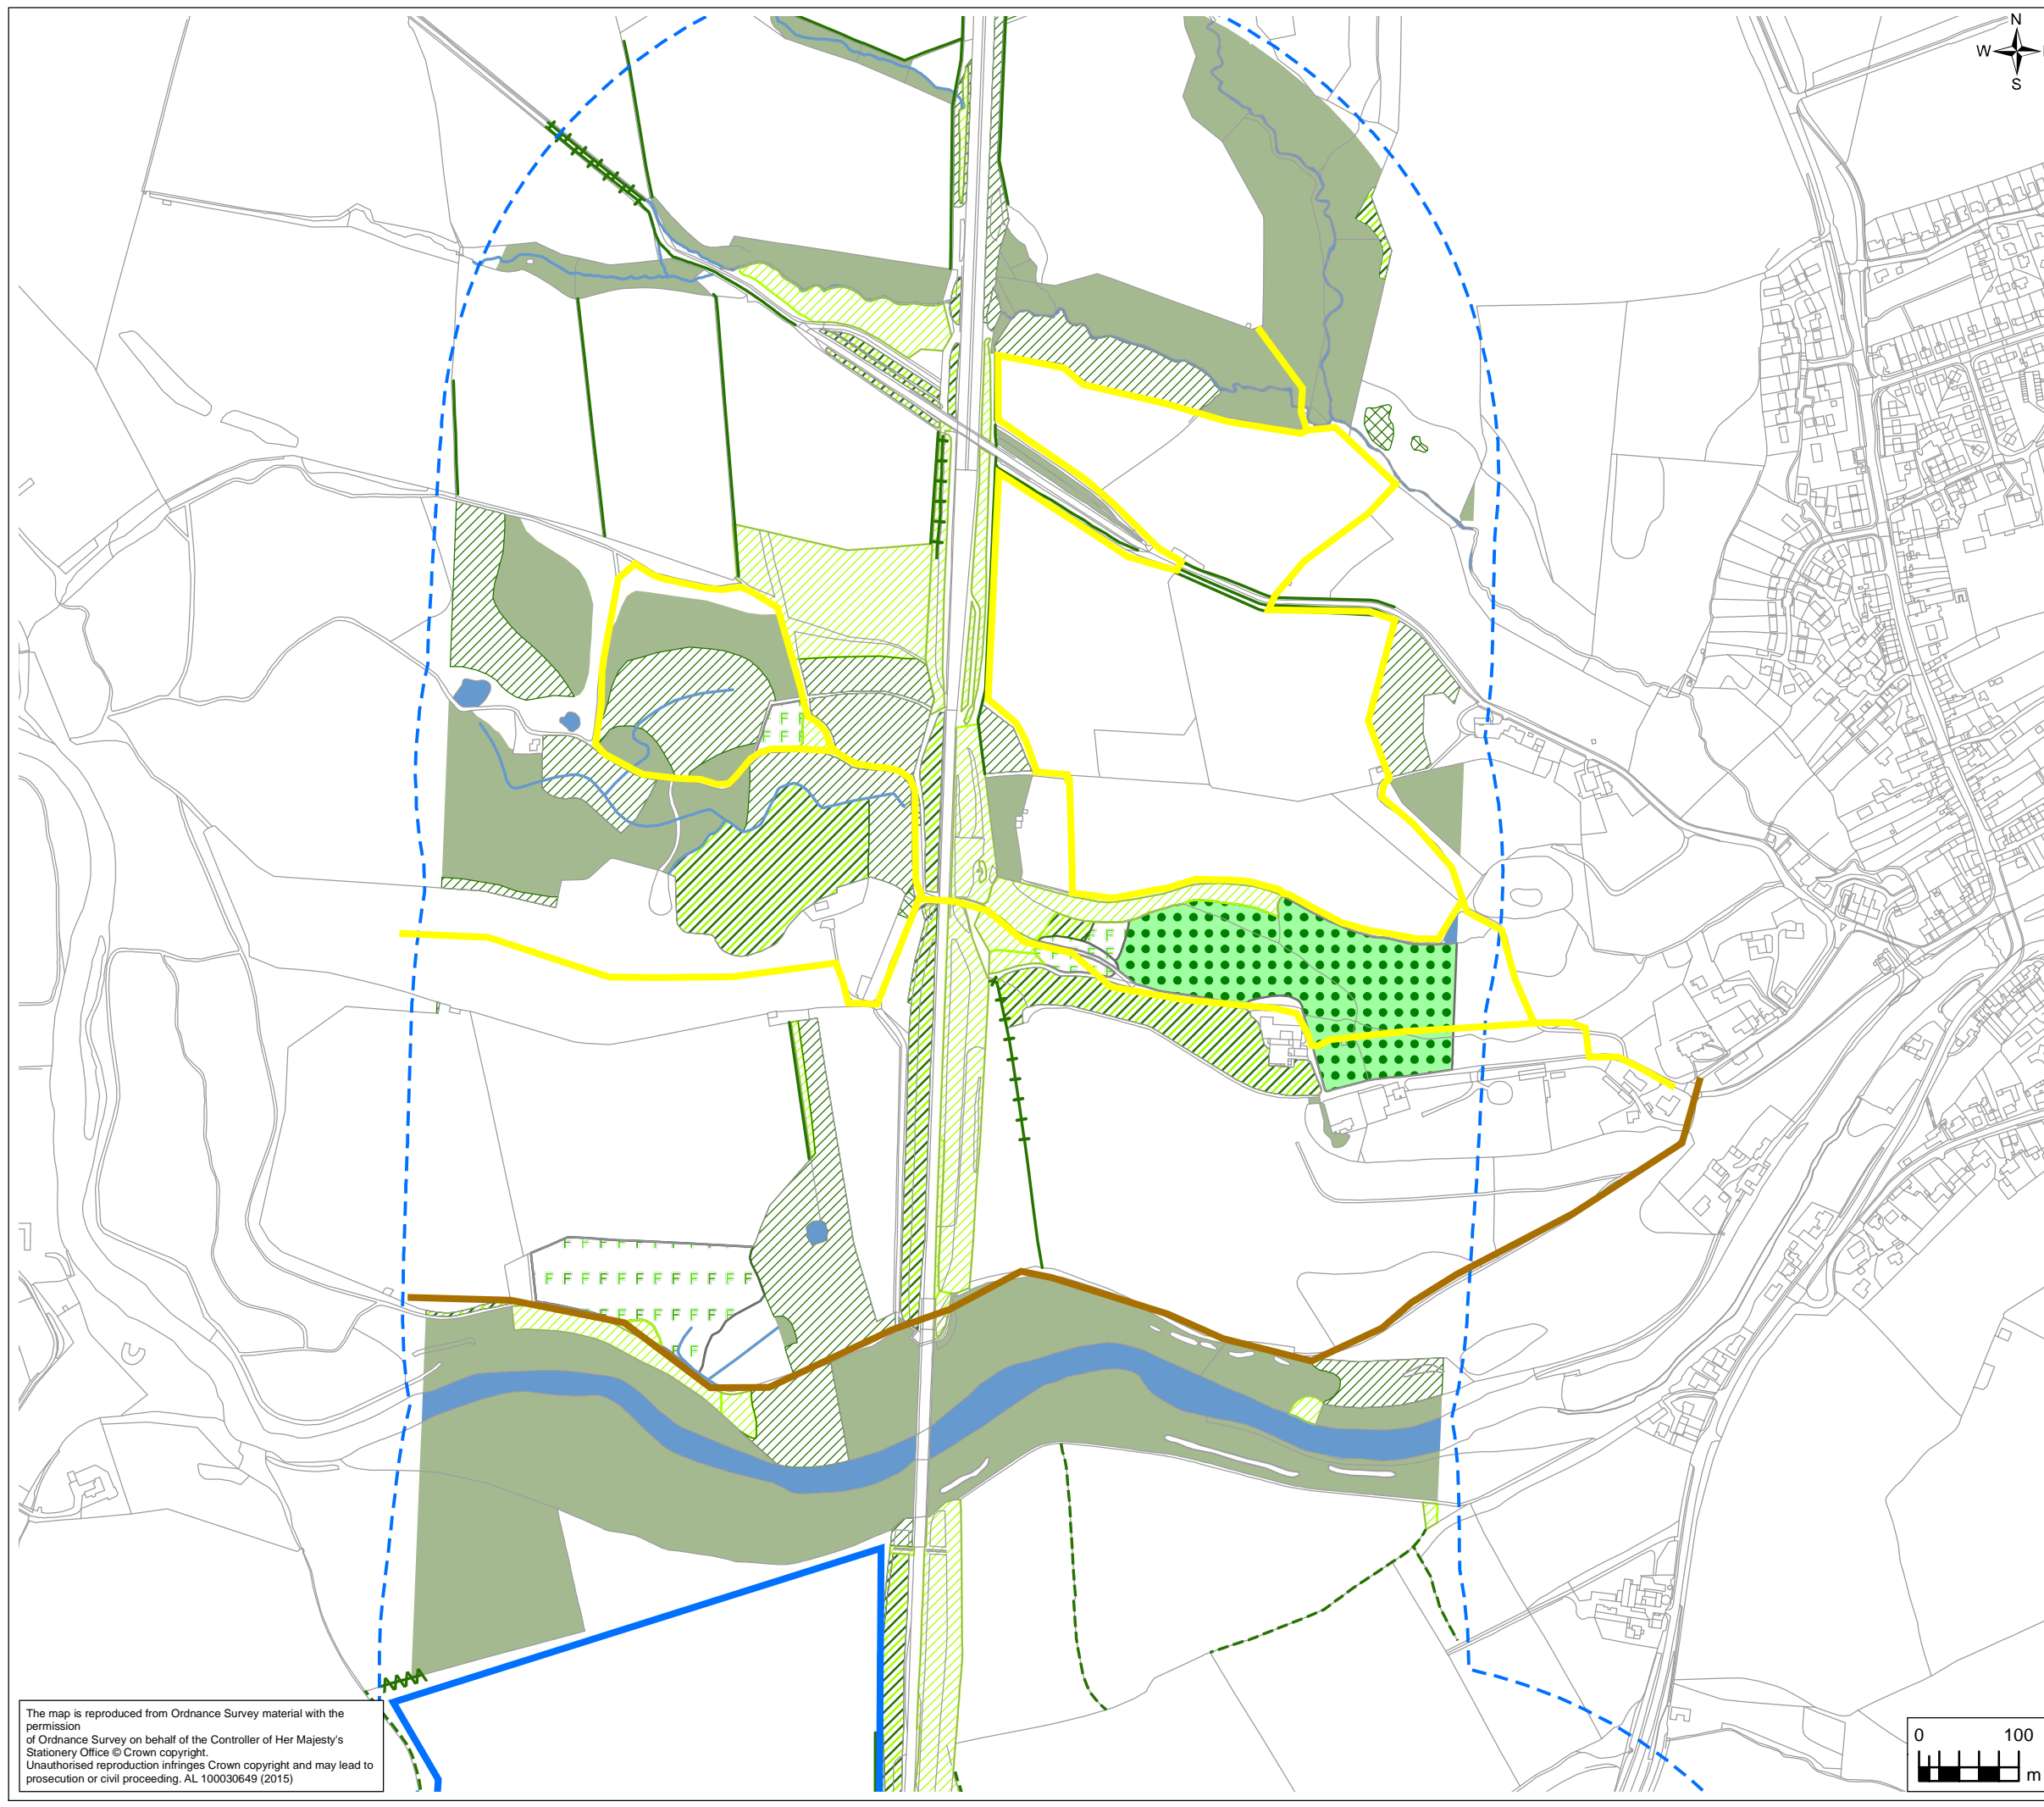 N
W
S
F F
F F F
F F
F F F
F F
F F F F F F F F F F
F F F F F F F F F F F F
F F F F F F F F F
F F
The map is reproduced from Ordnance Survey material with the
permission
of Ordnance Survey on behalf of the Controller of Her Majesty's
Stationery Office © Crown copyright.
Unauthorised reproduction infringes Crown copyright and may lead to
prosecution or civil proceeding. AL 100030649 (2015)
0 100
m